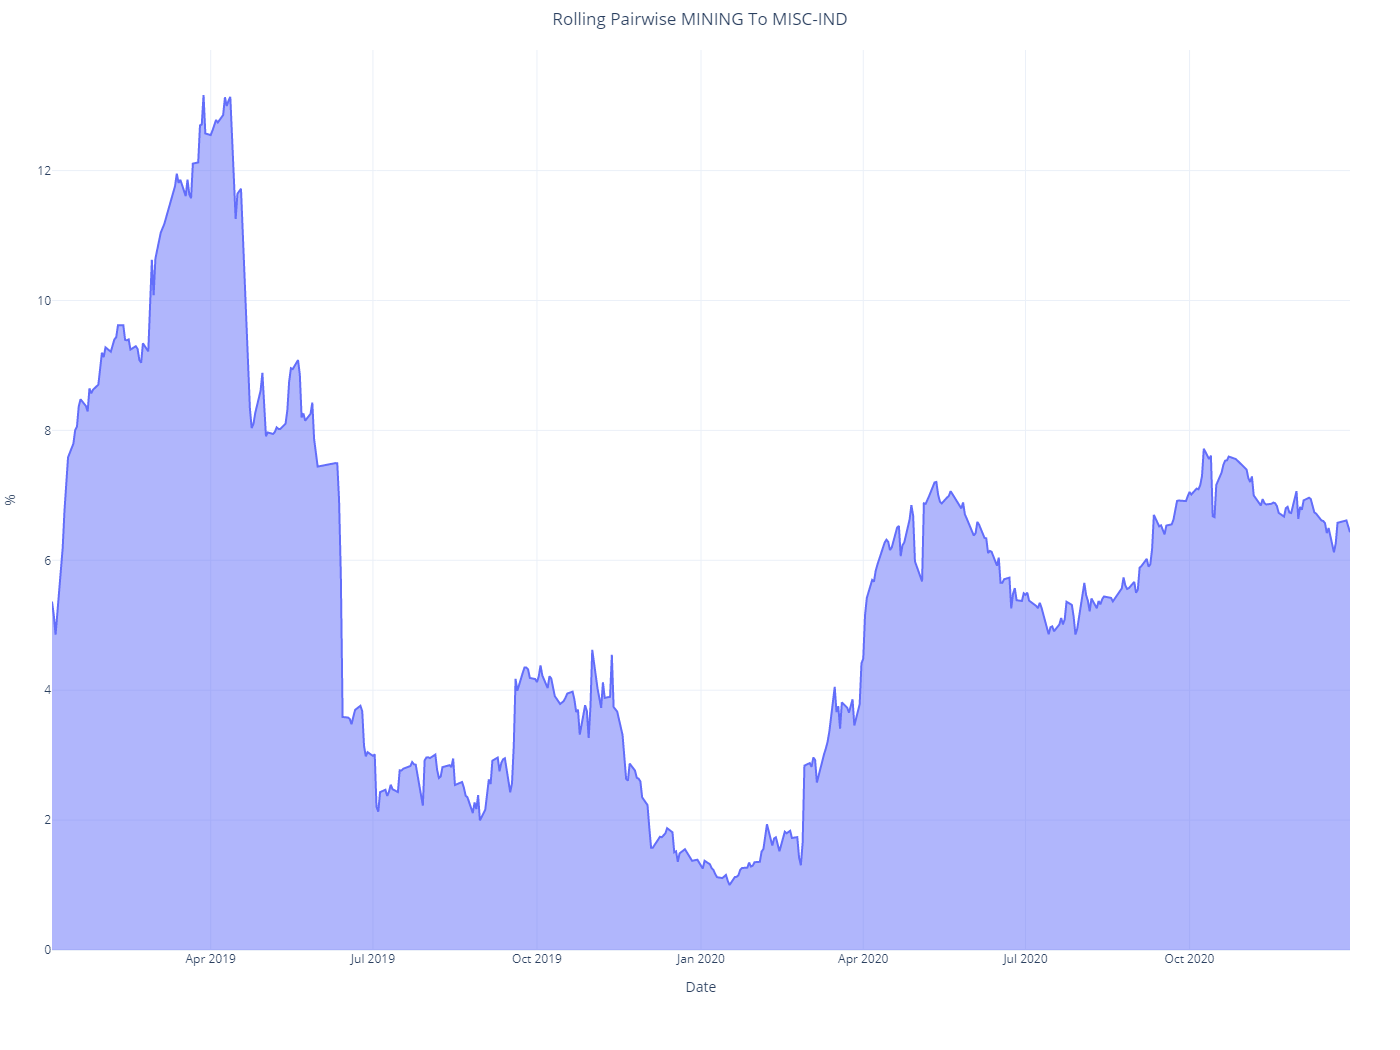 Rolling Pairwise MINING To MISC-IND
12
10
8
6
4
2
0
%
Apr 2019
Jul 2019
Oct 2019
Jan 2020
Apr 2020
Jul 2020
Oct 2020
Date